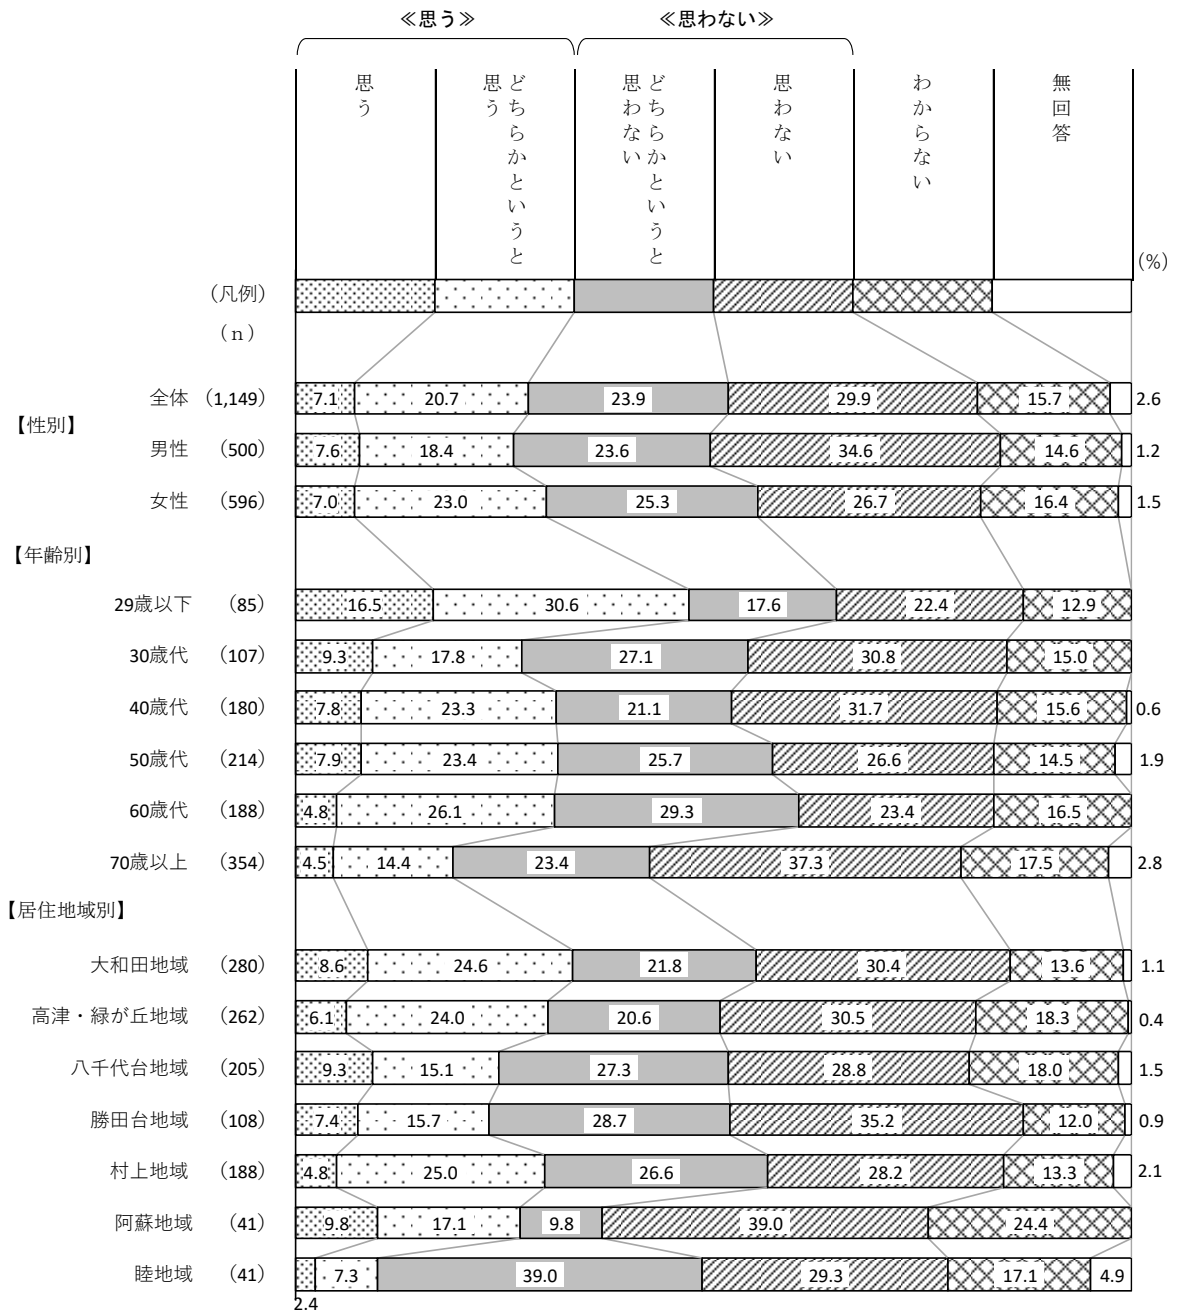 ≪思う≫ ≪思わない≫
思う
どちらかというと
思う
どちらかというと
思わない
思わない
わからない
無回答
(%)
(凡例)
(n)
全体 (1,149) 7.1 20.7 23.9 29.9 15.7 2.6
【性別】
男性 (500) 7.6 18.4 23.6 34.6 14.6 1.2
女性 (596) 7.0 23.0 25.3 26.7 16.4 1.5
【年齢別】
29歳以下 (85) 16.5 30.6 17.6 22.4 12.9
30歳代 (107) 9.3 17.8 27.1 30.8 15.0
40歳代 (180) 7.8 23.3 21.1 31.7 15.6 0.6
50歳代 (214) 7.9 23.4 25.7 26.6 14.5 1.9
60歳代 (188) 4.8 26.1 29.3 23.4 16.5
70歳以上 (354) 4.5 14.4 23.4 37.3 17.5 2.8
【居住地域別】
大和田地域 (280) 8.6 24.6 21.8 30.4 13.6 1.1
高津・緑が丘地域 (262) 6.1 24.0 20.6 30.5 18.3 0.4
八千代台地域 (205) 9.3 15.1 27.3 28.8 18.0 1.5
勝田台地域 (108) 7.4 15.7 28.7 35.2 12.0 0.9
村上地域 (188) 4.8 25.0 26.6 28.2 13.3 2.1
阿蘇地域 (41) 9.8 17.1 9.8 39.0 24.4
睦地域 (41) 7.3 39.0 29.3 17.1 4.9
2.4